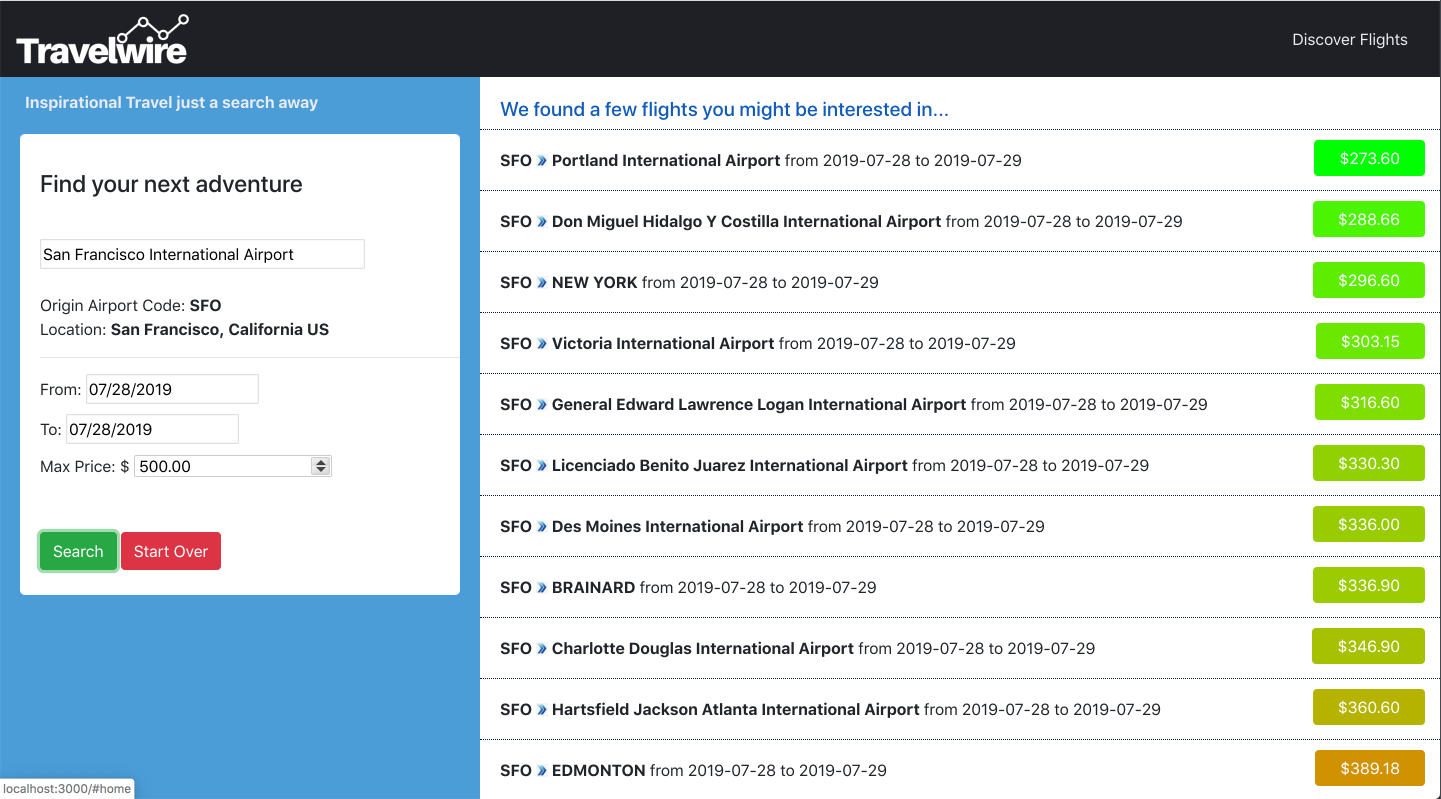 Travelwire
Discover Flights
Inspirational Travel just a search away
Find your next adventure
San Francisco International Airport
Origin Airport Code: SFO
Location: San Francisco, California US
From: 07/28/2019
To: 07/28/2019
Max Price: $ 500.00
Search Start Over
We found a few flights you might be interested in...
SFO Portland International Airport from 2019-07-28 to 2019-07-29 $273.60
SFO Don Miguel Hidalgo Y Costilla International Airport from 2019-07-28 to 2019-07-29 $288.66
SFO NEW YORK from 2019-07-28 to 2019-07-29 $296.60
SFO Victoria International Airport from 2019-07-28 to 2019-07-29 $303.15
SFO General Edward Lawrence Logan International Airport from 2019-07-28 to 2019-07-29 $316.60
SFO Licenciado Benito Juarez International Airport from 2019-07-28 to 2019-07-29 $330.30
SFO Des Moines International Airport from 2019-07-28 to 2019-07-29 $336.00
SFO BRAINARD from 2019-07-28 to 2019-07-29 $336.90
SFO Charlotte Douglas International Airport from 2019-07-28 to 2019-07-29 $346.90
SFO Hartsfield Jackson Atlanta International Airport from 2019-07-28 to 2019-07-29 $360.60
SFO EDMONTON from 2019-07-28 to 2019-07-29 $389.18
localhost:3000/#home